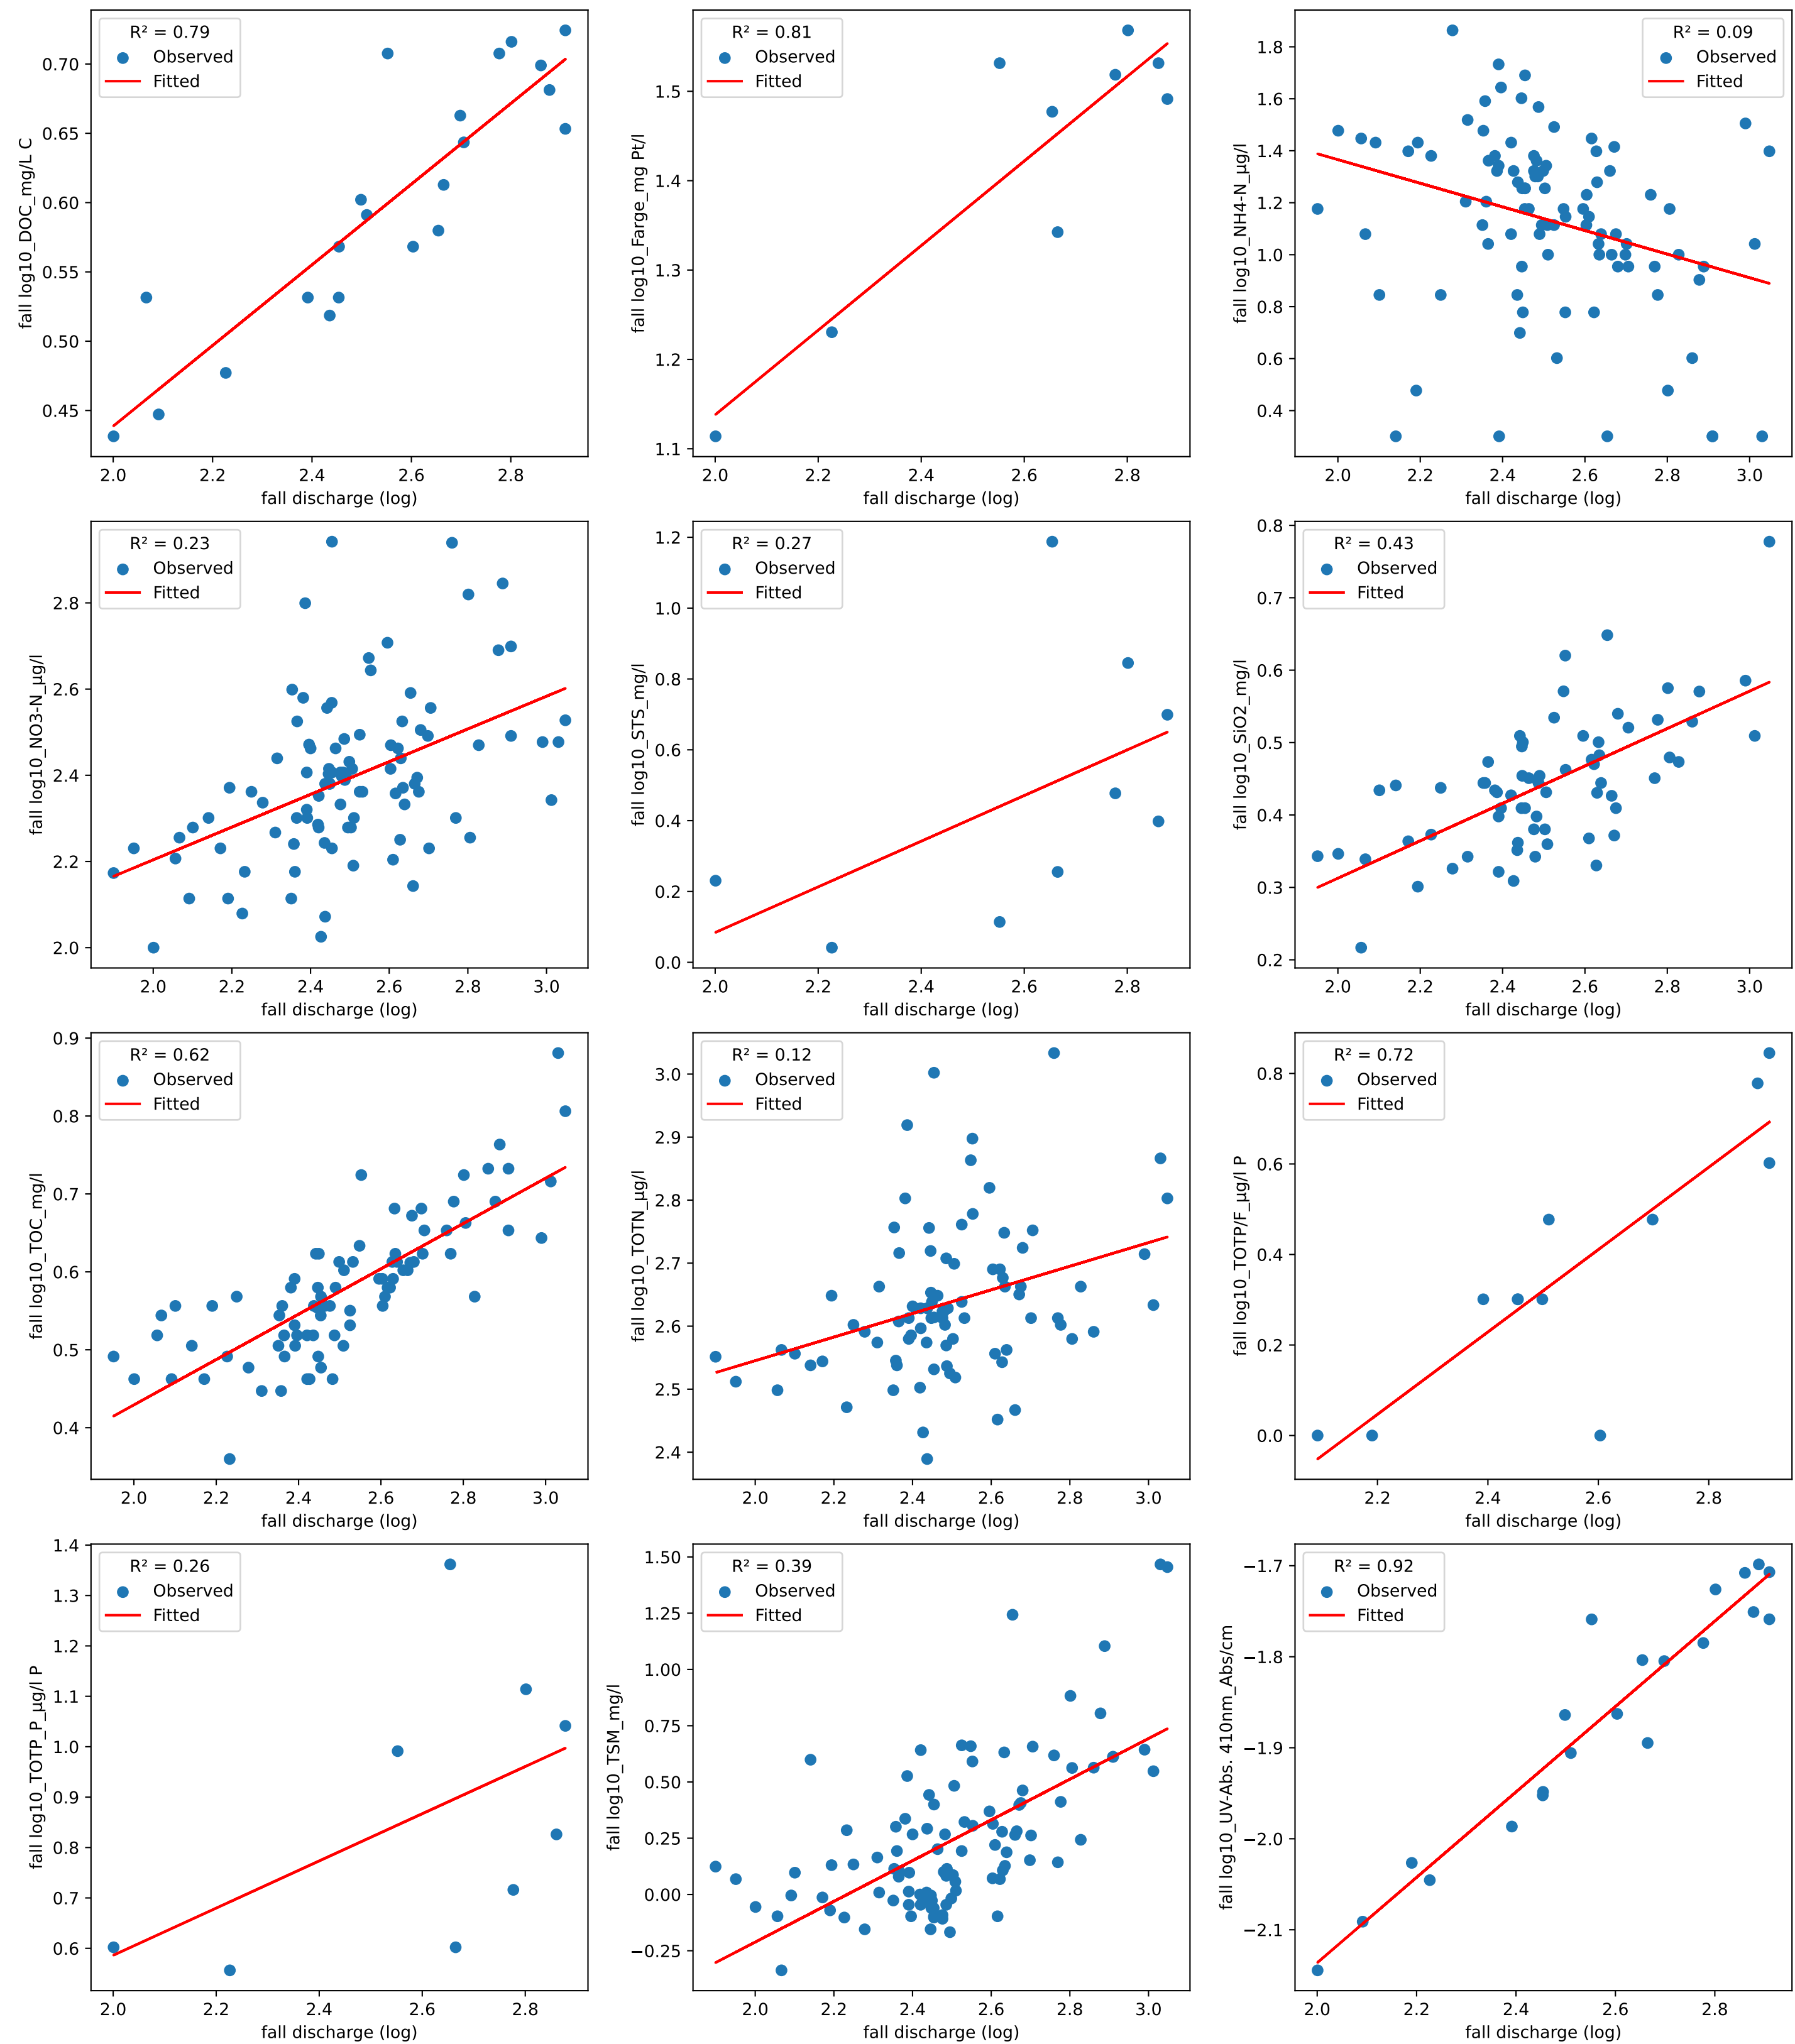 R² = 0.79
Observed
Fitted
0.70
0.65
0.60
0.55
0.50
0.45
fall log10_DOC_mg/L C
2.0 2.2 2.4 2.6 2.8
fall discharge (log)
R² = 0.81
Observed
Fitted
1.5
1.4
1.3
1.2
1.1
fall log10_Farge_mg Pt/l
2.0 2.2 2.4 2.6 2.8
fall discharge (log)
R² = 0.09
Observed
Fitted
1.8
1.6
1.4
1.2
1.0
0.8
0.6
0.4
fall log10_NH4-N_µg/l
2.0 2.2 2.4 2.6 2.8 3.0
fall discharge (log)
R² = 0.23
Observed
Fitted
2.8
2.6
2.4
2.2
2.0
fall log10_NO3-N_µg/l
2.0 2.2 2.4 2.6 2.8 3.0
fall discharge (log)
R² = 0.27
Observed
Fitted
1.2
1.0
0.8
0.6
0.4
0.2
0.0
fall log10_STS_mg/l
2.0 2.2 2.4 2.6 2.8
fall discharge (log)
R² = 0.43
Observed
Fitted
0.8
0.7
0.6
0.5
0.4
0.3
0.2
fall log10_SiO2_mg/l
2.0 2.2 2.4 2.6 2.8 3.0
fall discharge (log)
R² = 0.62
Observed
Fitted
0.9
0.8
0.7
0.6
0.5
0.4
fall log10_TOC_mg/l
2.0 2.2 2.4 2.6 2.8 3.0
fall discharge (log)
R² = 0.12
Observed
Fitted
3.0
2.9
2.8
2.7
2.6
2.5
2.4
fall log10_TOTN_µg/l
2.0 2.2 2.4 2.6 2.8 3.0
fall discharge (log)
R² = 0.72
Observed
Fitted
0.8
0.6
0.4
0.2
0.0
fall log10_TOTP/F_µg/l P
2.2 2.4 2.6 2.8
fall discharge (log)
R² = 0.26
Observed
Fitted
1.4
1.3
1.2
1.1
1.0
0.9
0.8
0.7
0.6
fall log10_TOTP_P_µg/l P
2.0 2.2 2.4 2.6 2.8
fall discharge (log)
R² = 0.39
Observed
Fitted
1.50
1.25
1.00
0.75
0.50
0.25
0.00
−0.25
fall log10_TSM_mg/l
2.0 2.2 2.4 2.6 2.8 3.0
fall discharge (log)
R² = 0.92
Observed
Fitted
−1.7
−1.8
−1.9
−2.0
−2.1
fall log10_UV-Abs. 410nm_Abs/cm
2.0 2.2 2.4 2.6 2.8
fall discharge (log)